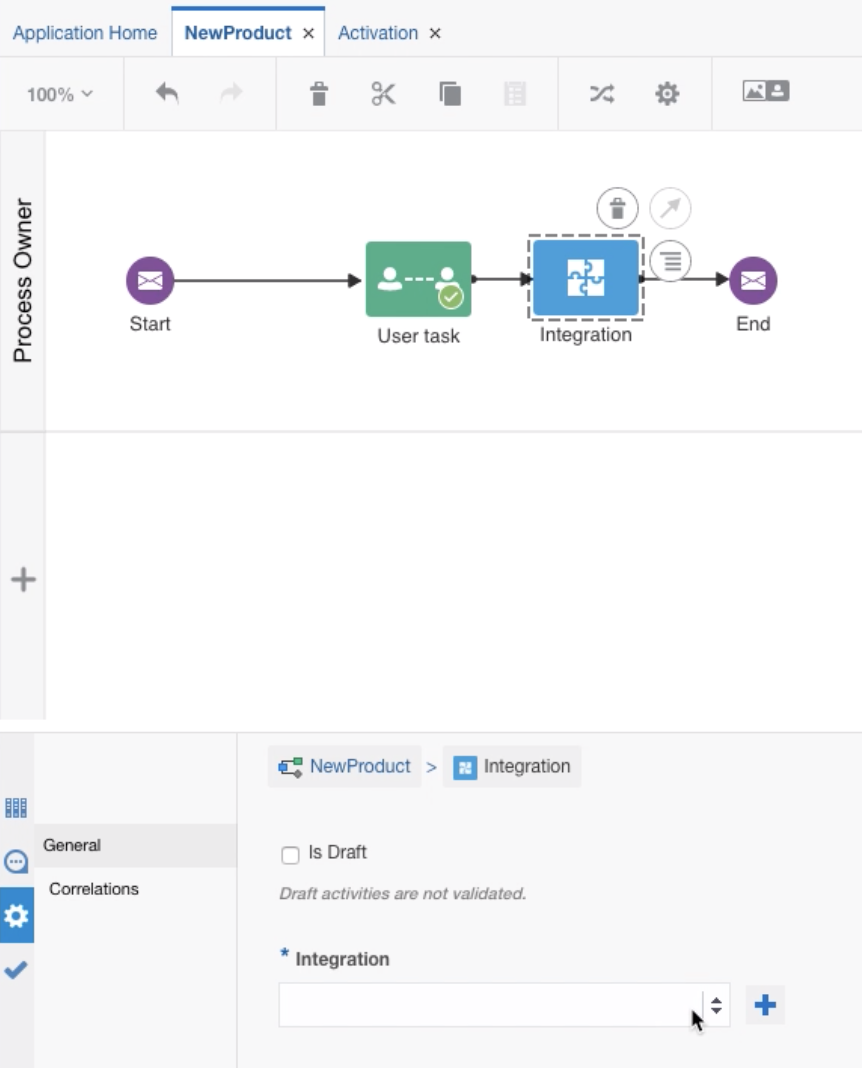 Application Home
NewProduct ×
Activation ×
100%
Process Owner
Start
User task
Integration
End
NewProduct > Integration
General
Correlations
Is Draft
Draft activities are not validated.
* Integration